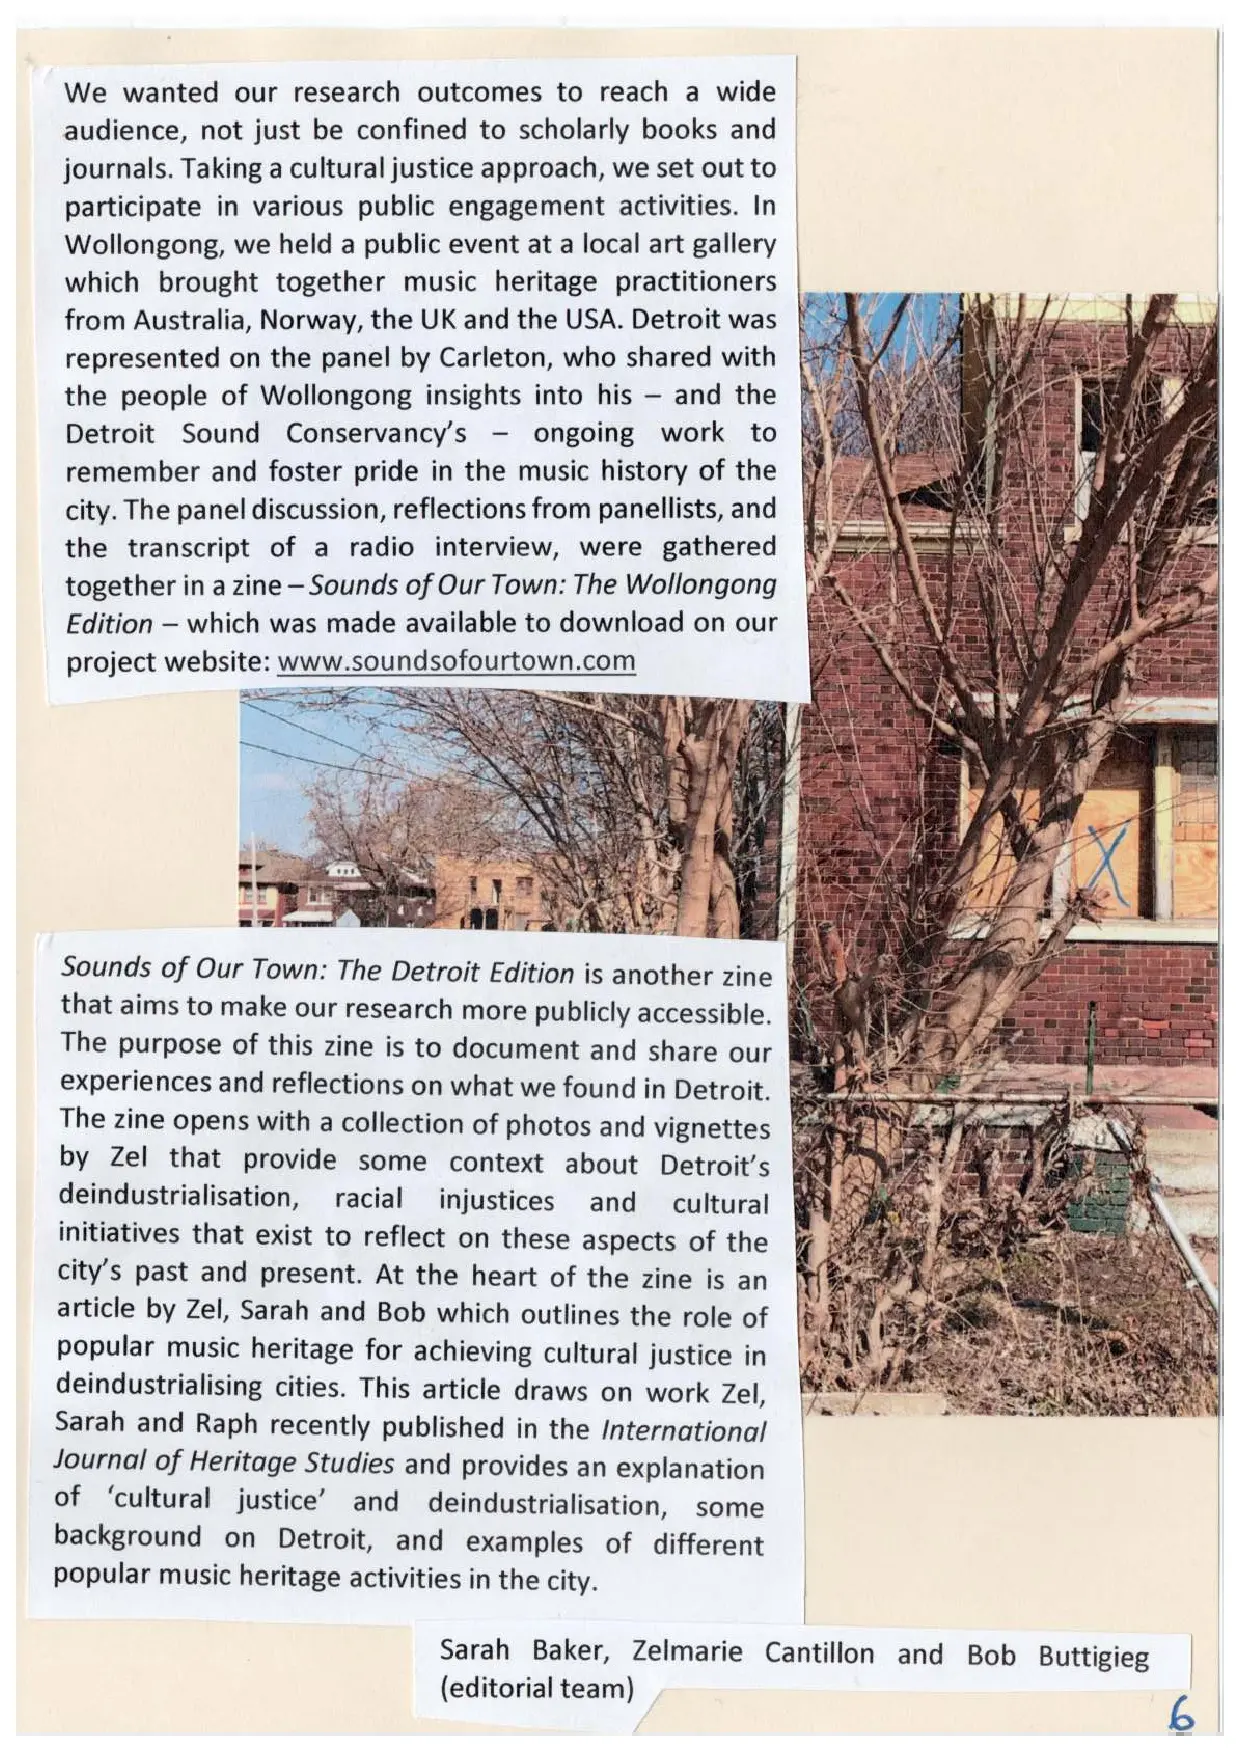 We wanted our research outcomes to reach a wide
audience, not just be confined to scholarly books and
journals. Taking a cultural justice approach, we set out to
participate in various public engagement activities. In
Wollongong, we held a public event at a local art gallery
which brought together music heritage practitioners
from Australia, Norway, the UK and the USA. Detroit was
represented on the panel by Carleton, who shared with
the people of Wollongong insights into his – and the
Detroit Sound Conservancy's – ongoing work to
remember and foster pride in the music history of the
city. The panel discussion, reflections from panellists, and
the transcript of a radio interview, were gathered
together in a zine – Sounds of Our Town: The Wollongong
Edition – which was made available to download on our
project website: www.soundsofourtown.com
X
Sounds of Our Town: The Detroit Edition is another zine
that aims to make our research more publicly accessible.
The purpose of this zine is to document and share our
experiences and reflections on what we found in Detroit.
The zine opens with a collection of photos and vignettes
by Zel that provide some context about Detroit's
deindustrialisation, racial injustices and cultural
initiatives that exist to reflect on these aspects of the
city's past and present. At the heart of the zine is an
article by Zel, Sarah and Bob which outlines the role of
popular music heritage for achieving cultural justice in
deindustrialising cities. This article draws on work Zel,
Sarah and Raph recently published in the International
Journal of Heritage Studies and provides an explanation
of 'cultural justice' and deindustrialisation, some
background on Detroit, and examples of different
popular music heritage activities in the city.
Sarah Baker, Zelmarie Cantillon and Bob Buttigieg
(editorial team)
6